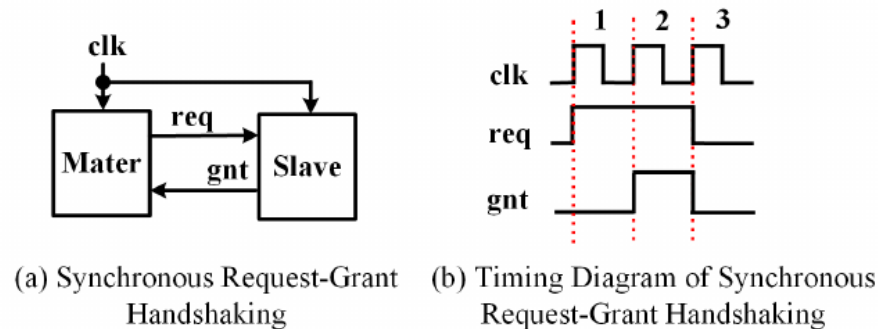 clk
req
Mater
gnt
Slave
1 2 3
clk
req
gnt
(a) Synchronous Request-Grant
Handshaking
(b) Timing Diagram of Synchronous
Request-Grant Handshaking